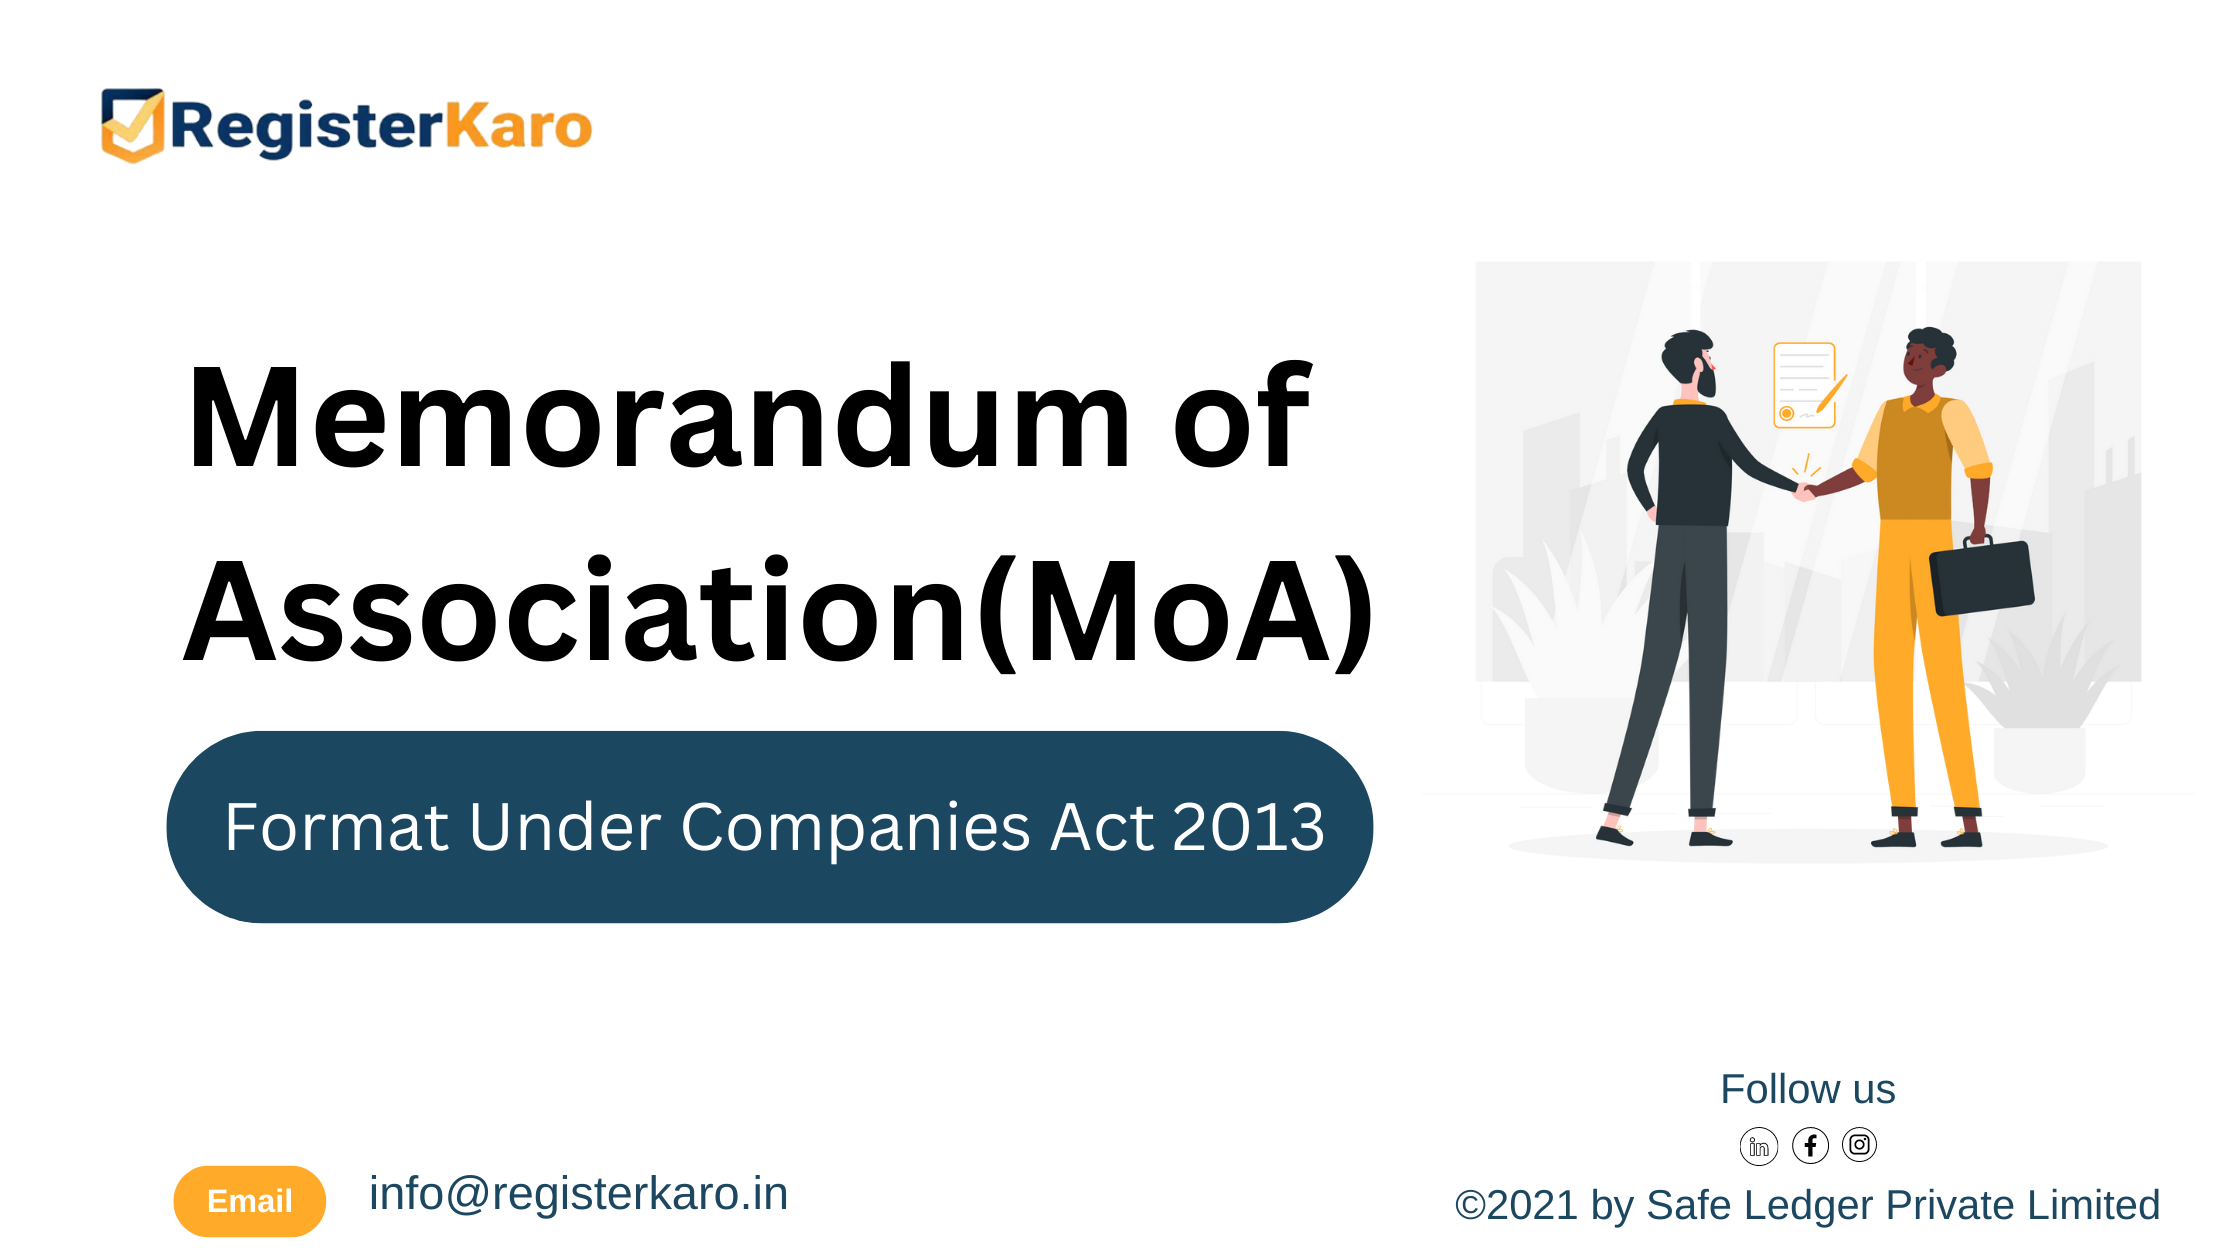 RegisterKaro
Memorandum of
Association(MoA)
Format Under Companies Act 2013
Follow us
in
Email
info@registerkaro.in
©2021 by Safe Ledger Private Limited